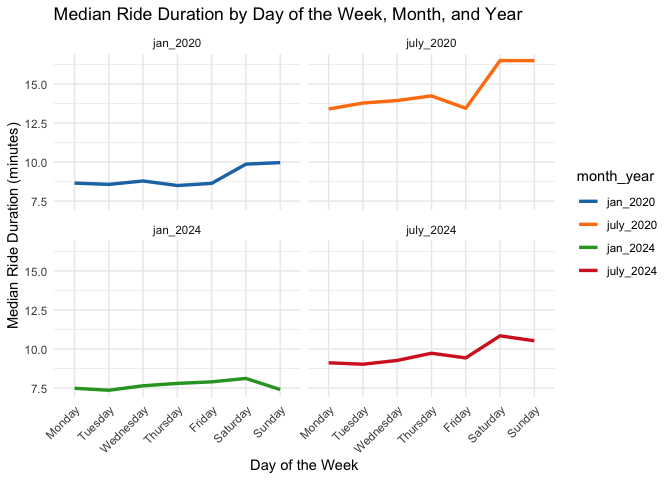 Median Ride Duration by Day of the Week, Month, and Year
jan_2020
july_2020
15.0
12.5
10.0
7.5
jan_2024
july_2024
15.0
12.5
10.0
7.5
Monday
Tuesday
Wednesday
Thursday
Friday
Saturday
Sunday
Monday
Tuesday
Wednesday
Thursday
Friday
Saturday
Sunday
Day of the Week
Median Ride Duration (minutes)
month_year
jan_2020
july_2020
jan_2024
july_2024